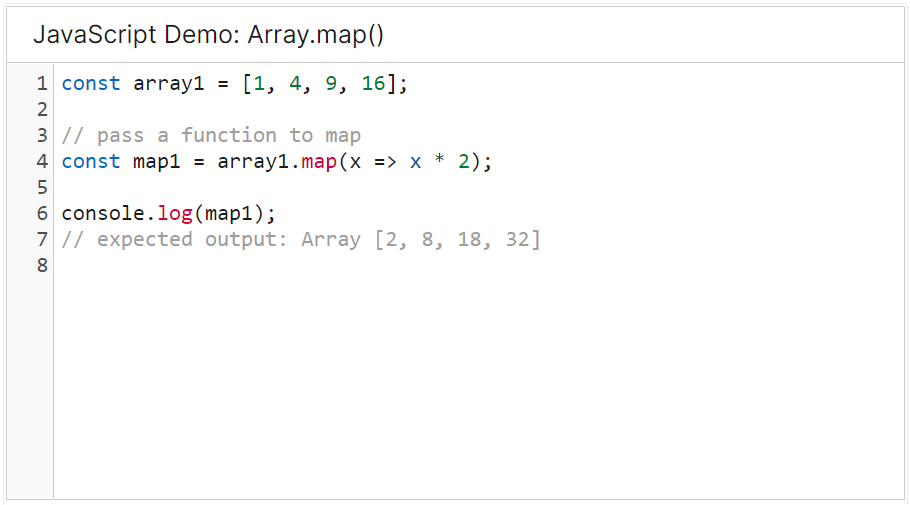 JavaScript Demo: Array.map()
1 const array1 = [1, 4, 9, 16];
2
3 // pass a function to map
4 const map1 = array1.map(x => x * 2);
5
6 console.log(map1);
7 // expected output: Array [2, 8, 18, 32]
8